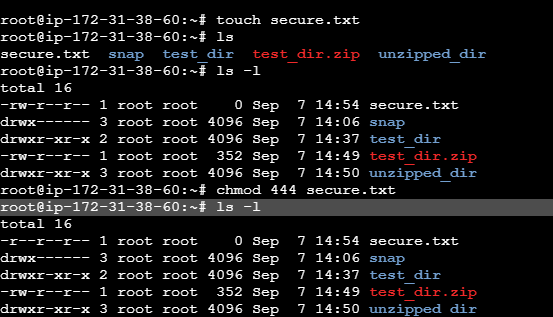 root@ip-172-31-38-60:~# touch secure.txt
root@ip-172-31-38-60:~# ls
secure.txt  snap  test_dir  test_dir.zip  unzipped_dir
root@ip-172-31-38-60:~# ls -l
total 16
-rw-r--r-- 1 root root    0 Sep  7 14:54 secure.txt
drwx------ 3 root root 4096 Sep  7 14:06 snap
drwxr-xr-x 2 root root 4096 Sep  7 14:37 test_dir
-rw-r--r-- 1 root root  352 Sep  7 14:49 test_dir.zip
drwxr-xr-x 3 root root 4096 Sep  7 14:50 unzipped_dir
root@ip-172-31-38-60:~# chmod 444 secure.txt
root@ip-172-31-38-60:~# ls -l
total 16
-r--r--r-- 1 root root    0 Sep  7 14:54 secure.txt
drwx------ 3 root root 4096 Sep  7 14:06 snap
drwxr-xr-x 2 root root 4096 Sep  7 14:37 test_dir
-rw-r--r-- 1 root root  352 Sep  7 14:49 test_dir.zip
drwxr-xr-x 3 root root 4096 Sep  7 14:50 unzipped_dir